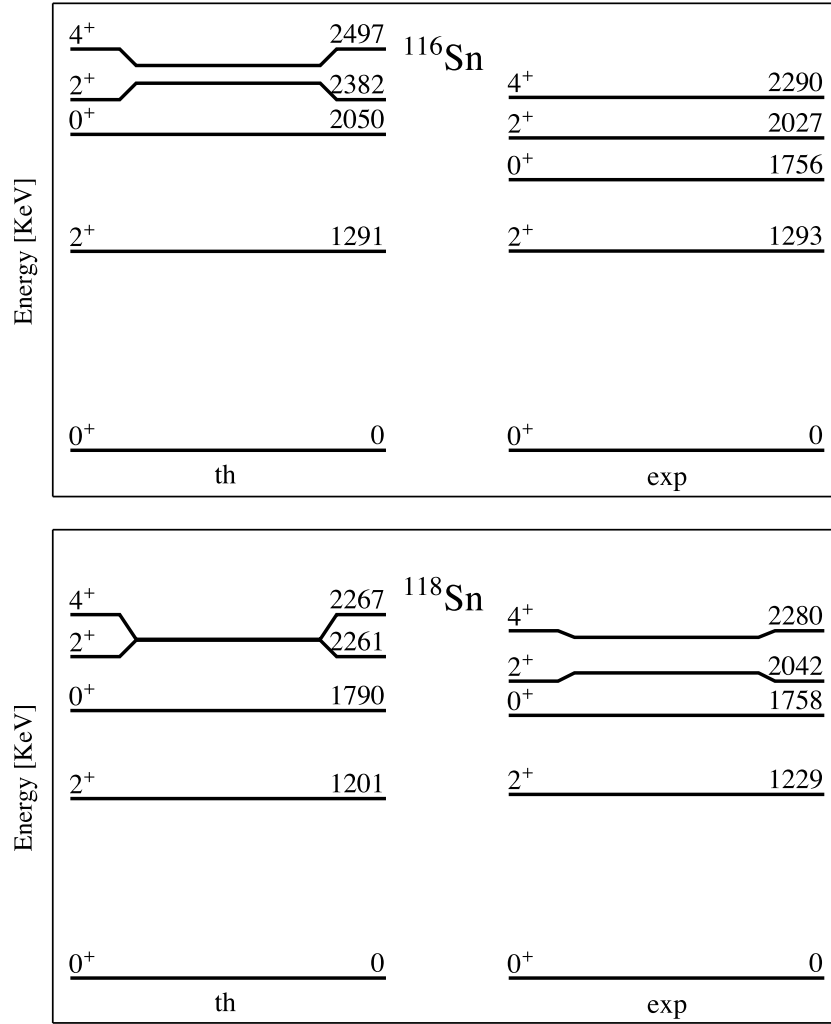 4⁺ 2497 ¹¹⁶Sn
2⁺ 2382 4⁺ 2290
0⁺ 2050 2⁺ 2027
0⁺ 1756
2⁺ 1291 2⁺ 1293
Energy [KeV]
0⁺ 0 0⁺ 0
th exp
4⁺ 2267 ¹¹⁸Sn
2⁺ 2261 4⁺ 2280
2⁺ 2042
0⁺ 1790 0⁺ 1758
2⁺ 1201 2⁺ 1229
Energy [KeV]
0⁺ 0 0⁺ 0
th exp